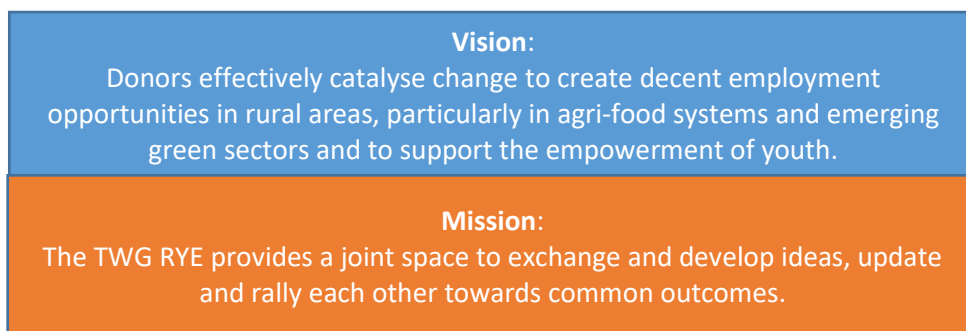 Vision:
Donors effectively catalyse change to create decent employment
opportunities in rural areas, particularly in agri-food systems and emerging
green sectors and to support the empowerment of youth.
Mission:
The TWG RYE provides a joint space to exchange and develop ideas, update
and rally each other towards common outcomes.